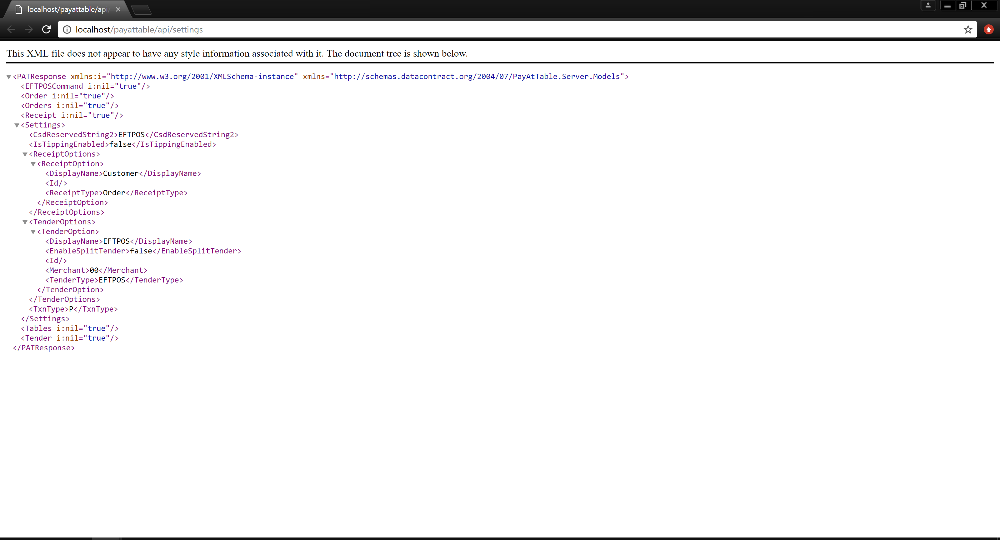 localhost/payattable/api/
localhost/payattable/api/settings
This XML file does not appear to have any style information associated with it. The document tree is shown below.
<PATResponse xmlns:i="http://www.w3.org/2001/XMLSchema-instance" xmlns="http://schemas.datacontract.org/2004/07/PayAtTable.Server.Models">
<EFTPOSCommand i:nil="true"/>
<Order i:nil="true"/>
<Orders i:nil="true"/>
<Receipt i:nil="true"/>
<Settings>
<CsdReservedString2>EFTPOS</CsdReservedString2>
<IsTippingEnabled>false</IsTippingEnabled>
<ReceiptOptions>
<ReceiptOption>
<DisplayName>Customer</DisplayName>
<Id/>
<ReceiptType>Order</ReceiptType>
</ReceiptOption>
</ReceiptOptions>
<TenderOptions>
<TenderOption>
<DisplayName>EFTPOS</DisplayName>
<EnableSplitTender>false</EnableSplitTender>
<Id/>
<Merchant>00</Merchant>
<TenderType>EFTPOS</TenderType>
</TenderOption>
</TenderOptions>
<TxnType>P</TxnType>
</Settings>
<Tables i:nil="true"/>
<Tender i:nil="true"/>
</PATResponse>